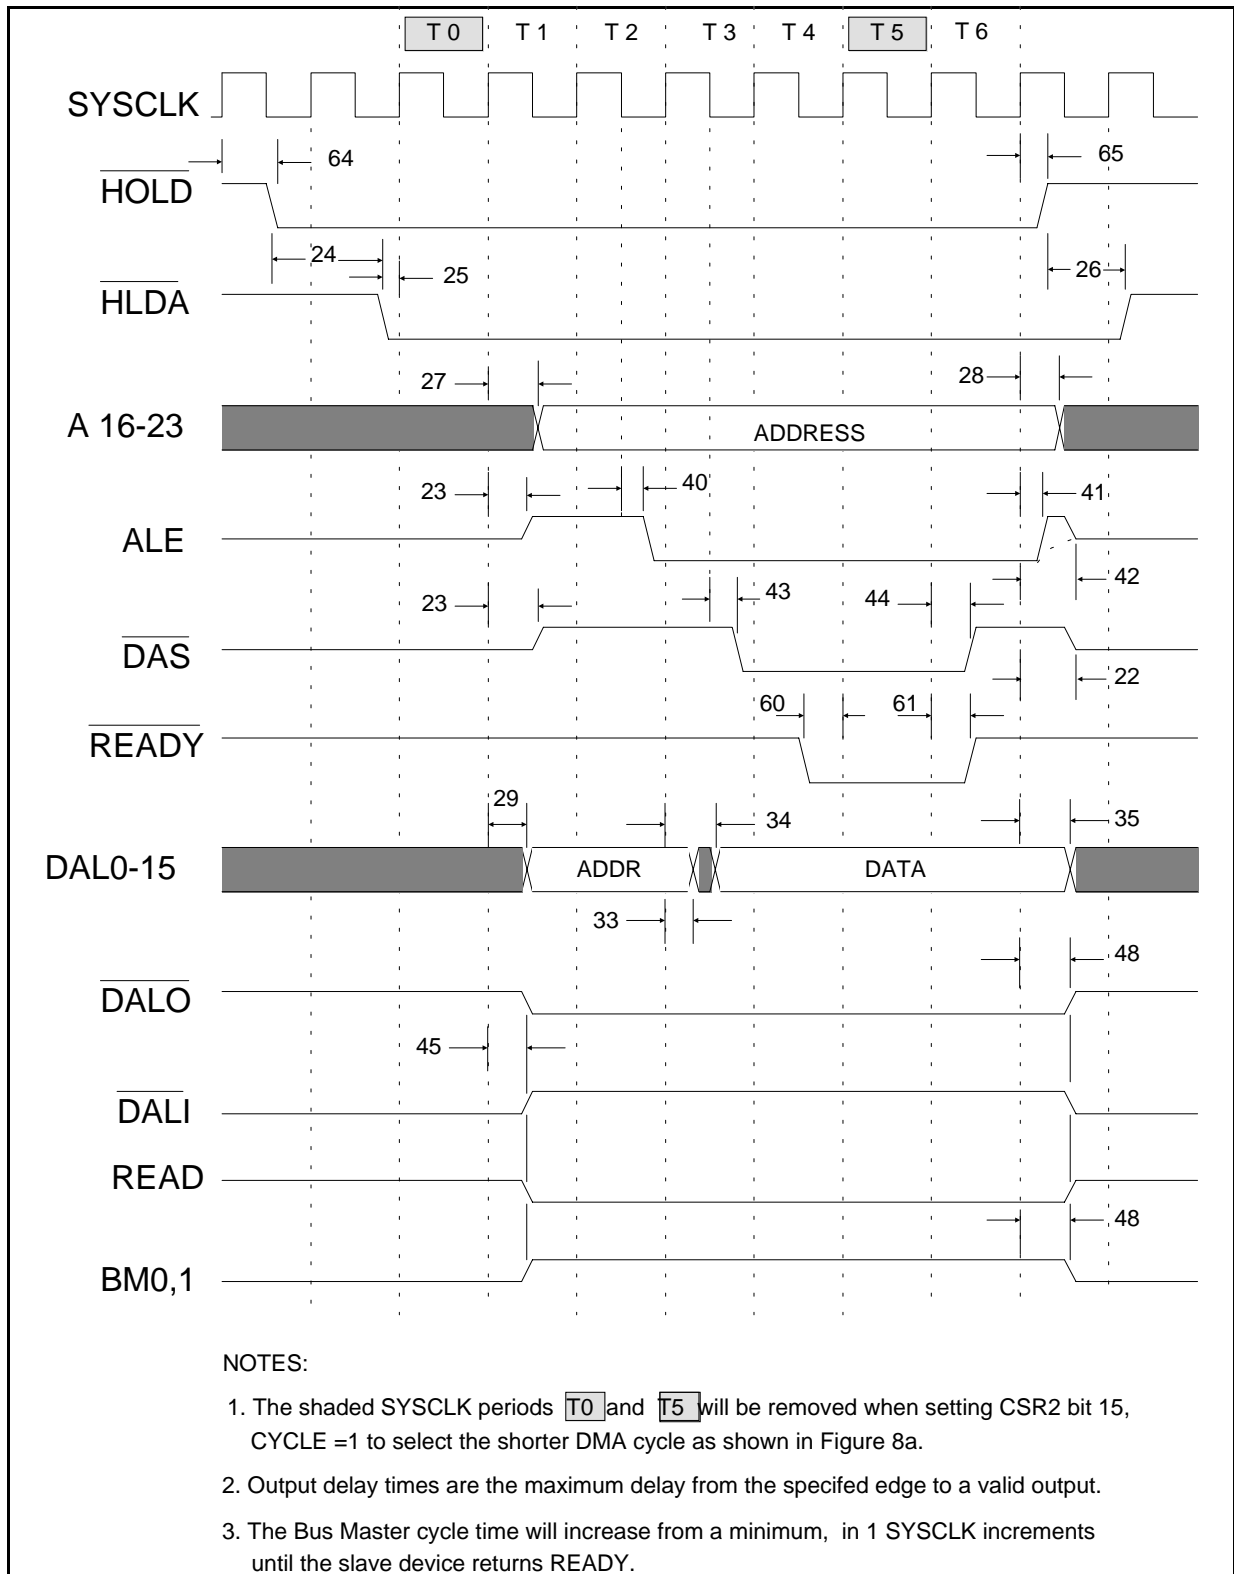 T 0 T 1 T 2 T 3 T 4 T 5 T 6
SYSCLK
64 65
HOLD
24 25 26
HLDA
27 28
A 16-23 ADDRESS
23 40 41
ALE
42
23 43 44
DAS
22
60 61
READY
29 34 35
DAL0-15 ADDR DATA
33
48
DALO
45
DALI
READ
48
BM0,1
NOTES:
1. The shaded SYSCLK periods T0 and T5 will be removed when setting CSR2 bit 15,
CYCLE =1 to select the shorter DMA cycle as shown in Figure 8a.
2. Output delay times are the maximum delay from the specifed edge to a valid output.
3. The Bus Master cycle time will increase from a minimum, in 1 SYSCLK increments
until the slave device returns READY.